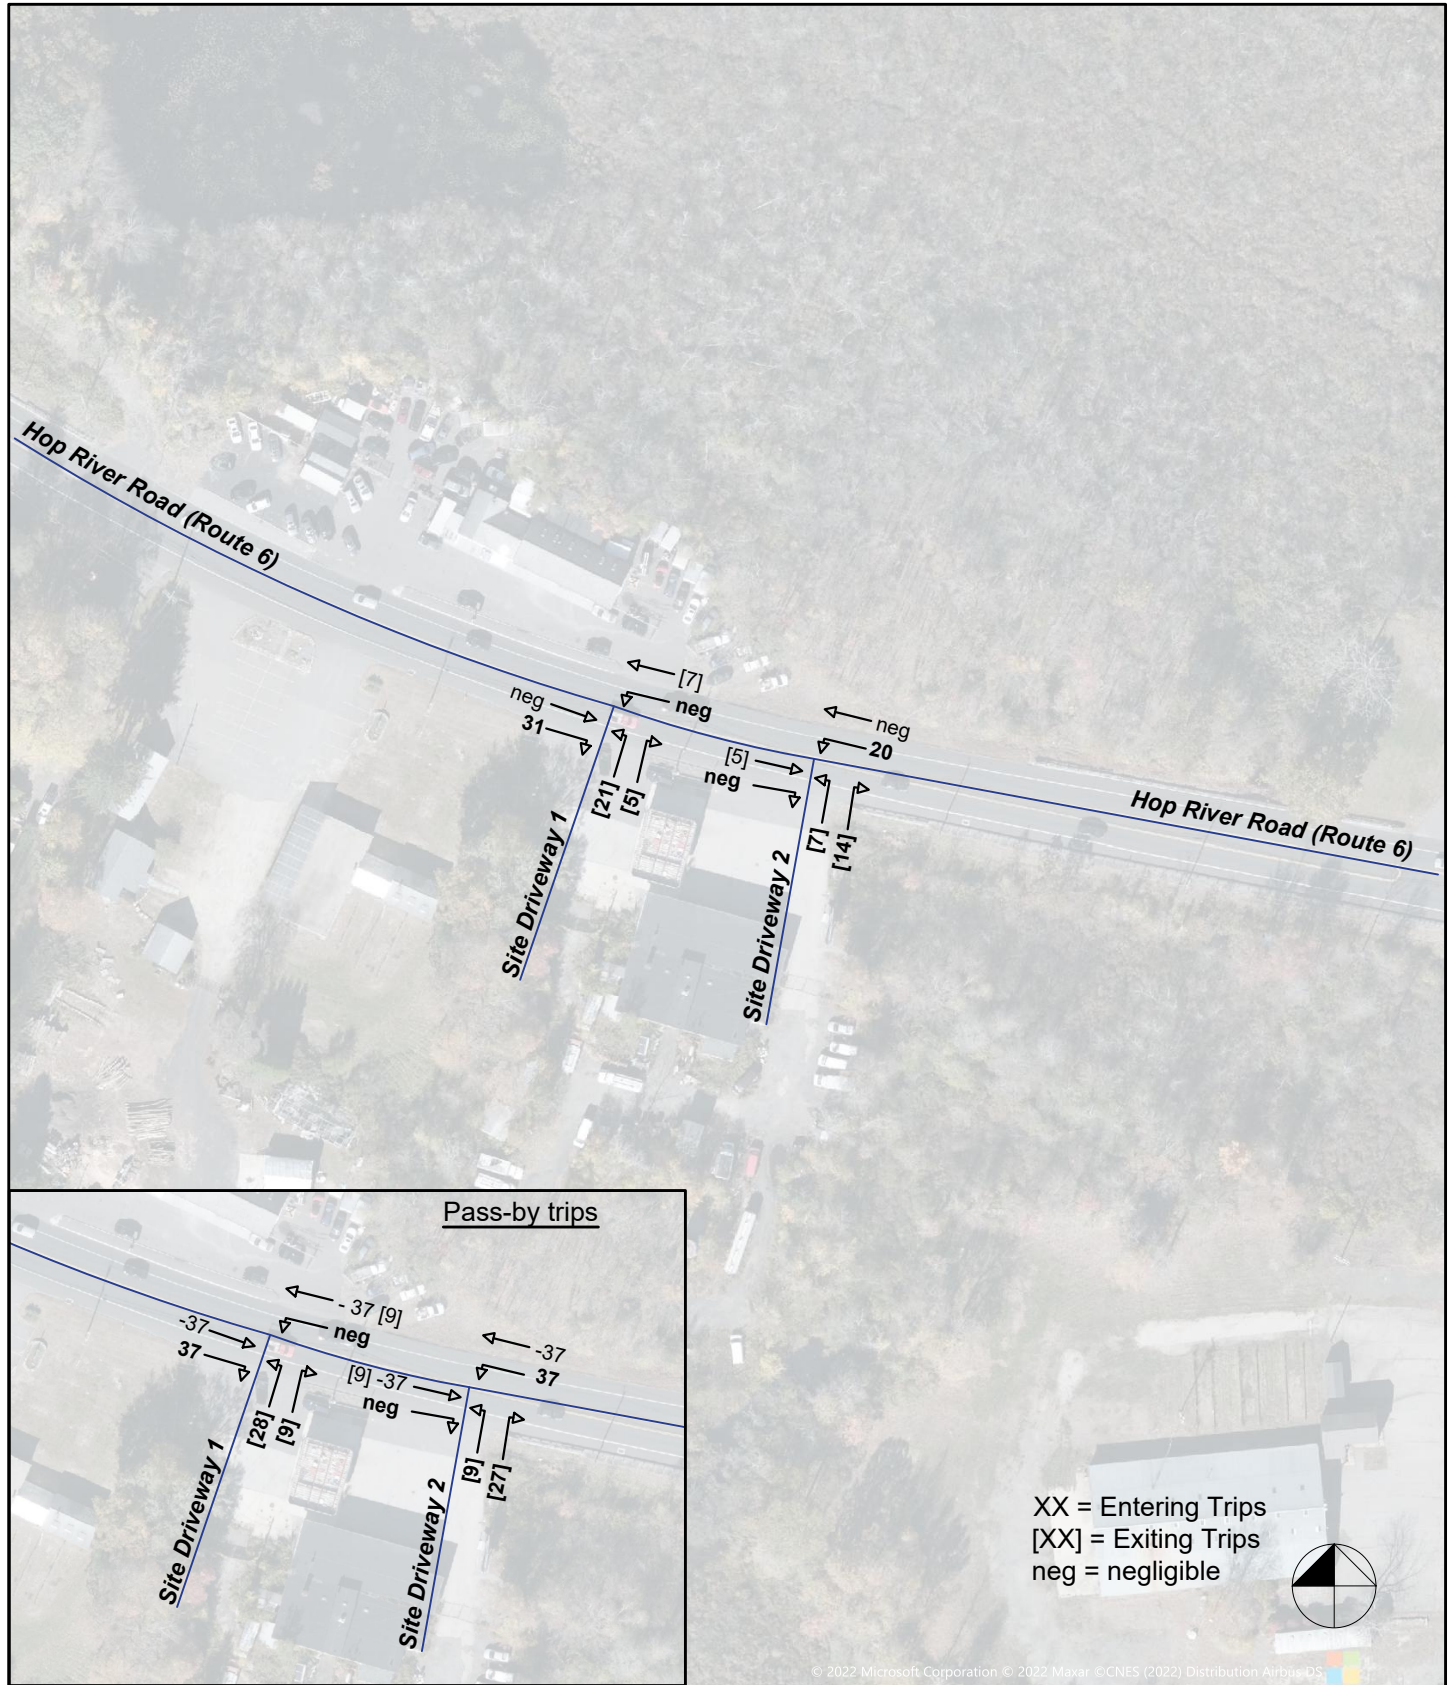 Hop River Road (Route 6)
[7]
neg
neg
31
neg
20
[5]
neg
[21]
[5]
[7]
[14]
Hop River Road (Route 6)
Site Driveway 1
Site Driveway 2
Pass-by trips
- 37 [9]
neg
-37
37
-37
37
[9] -37
neg
[28]
[9]
[9]
[27]
Site Driveway 1
Site Driveway 2
XX = Entering Trips
[XX] = Exiting Trips
neg = negligible
© 2022 Microsoft Corporation © 2022 Maxar ©CNES (2022) Distribution Airbus DS